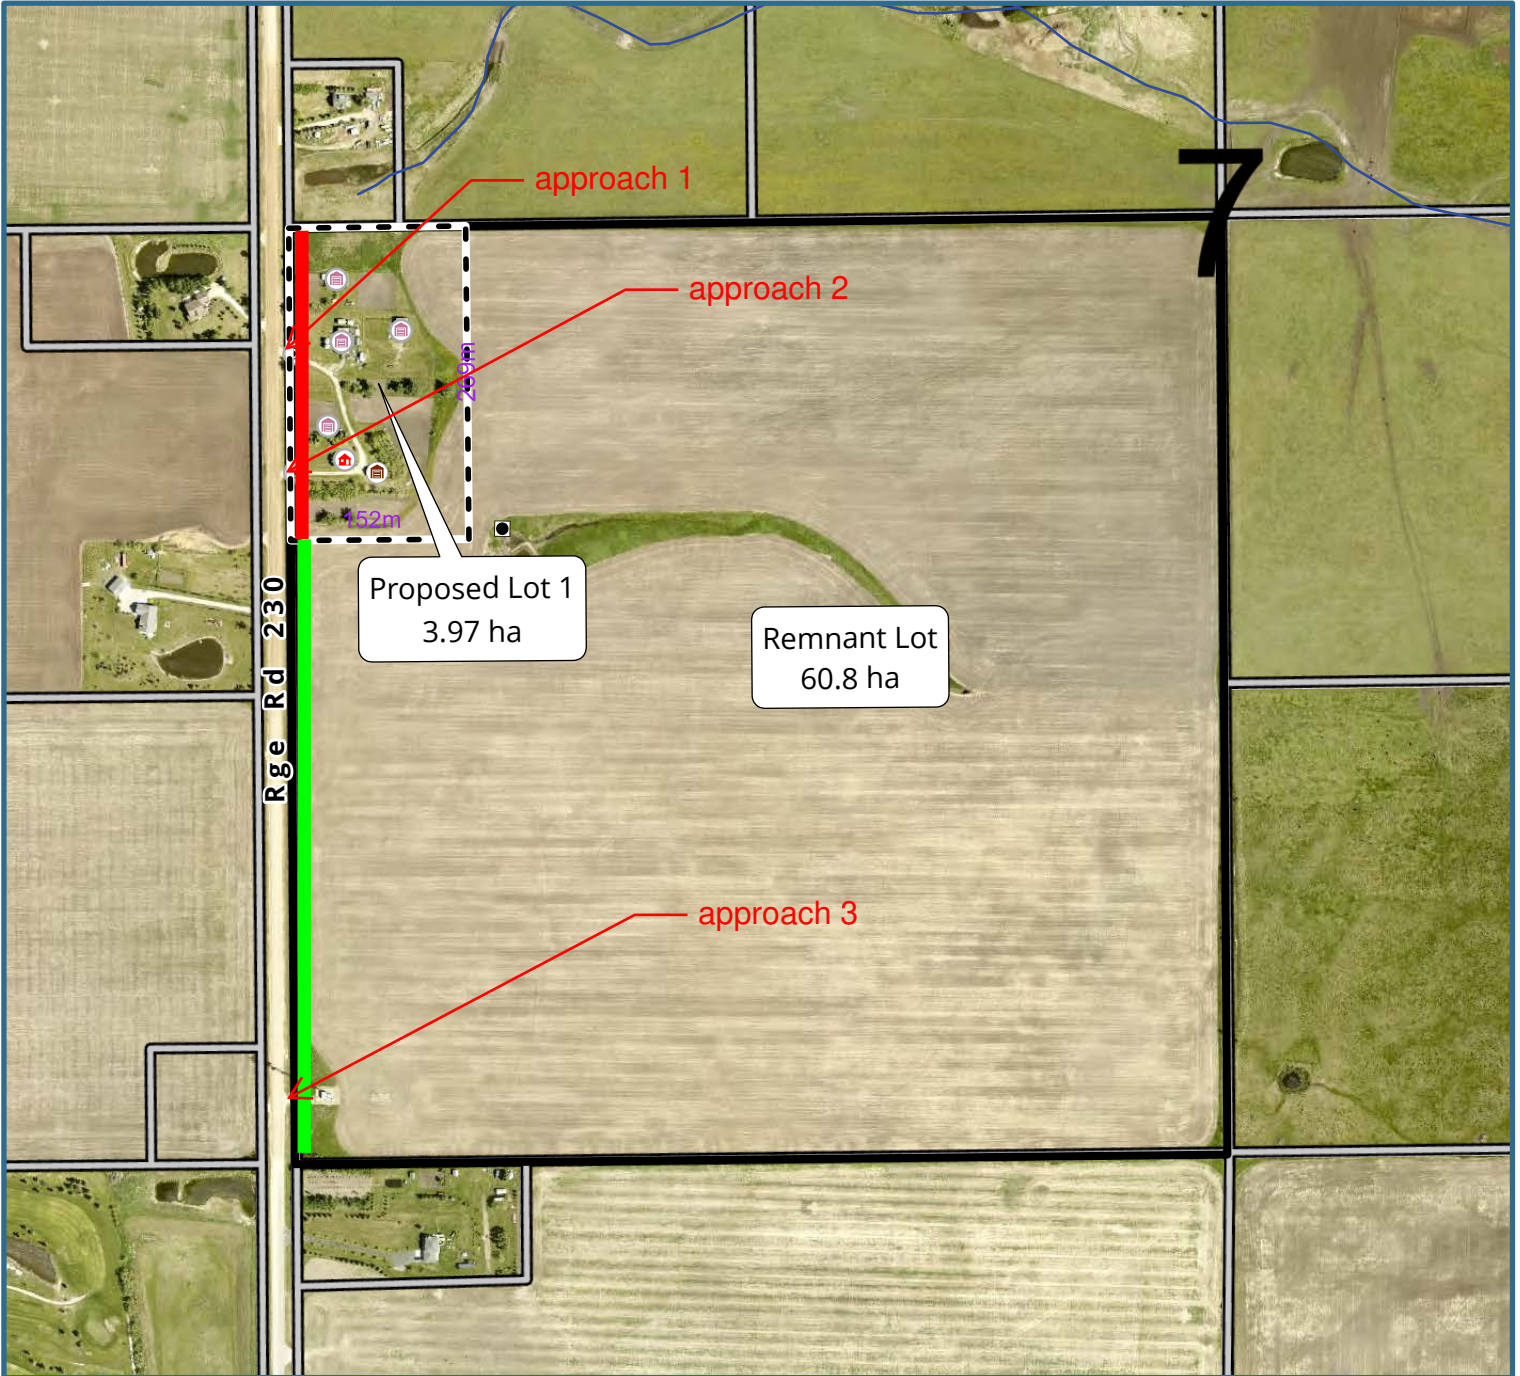 approach 1
7
approach 2
269m
152m
Proposed Lot 1
3.97 ha
Rge Rd 230
Remnant Lot
60.8 ha
approach 3